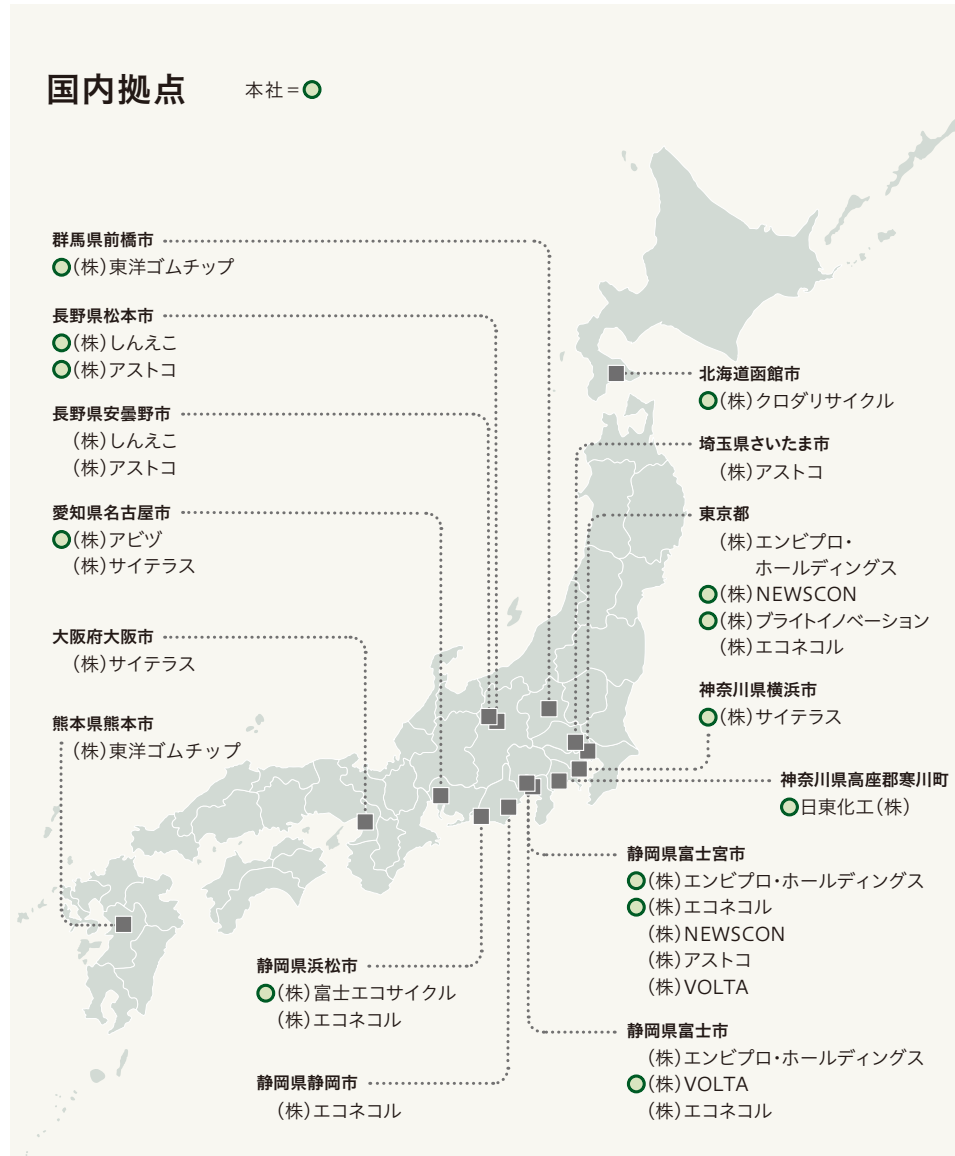 国内拠点
本社＝
群馬県前橋市
（株）東洋ゴムチップ
長野県松本市
（株）しんえこ
（株）アストコ
長野県安曇野市
（株）しんえこ
（株）アストコ
愛知県名古屋市
（株）アビヅ
（株）サイテラス
大阪府大阪市
（株）サイテラス
熊本県熊本市
（株）東洋ゴムチップ
北海道函館市
（株）クロダリサイクル
埼玉県さいたま市
（株）アストコ
東京都
（株）エンビプロ・
ホールディングス
（株）NEWSCON
（株）ブライトイノベーション
（株）エコネコル
神奈川県横浜市
（株）サイテラス
神奈川県高座郡寒川町
日東化工（株）
静岡県富士宮市
（株）エンビプロ・ホールディングス
（株）エコネコル
（株）NEWSCON
（株）アストコ
（株）VOLTA
静岡県浜松市
（株）富士エコサイクル
（株）エコネコル
静岡県静岡市
（株）エコネコル
静岡県富士市
（株）エンビプロ・ホールディングス
（株）VOLTA
（株）エコネコル